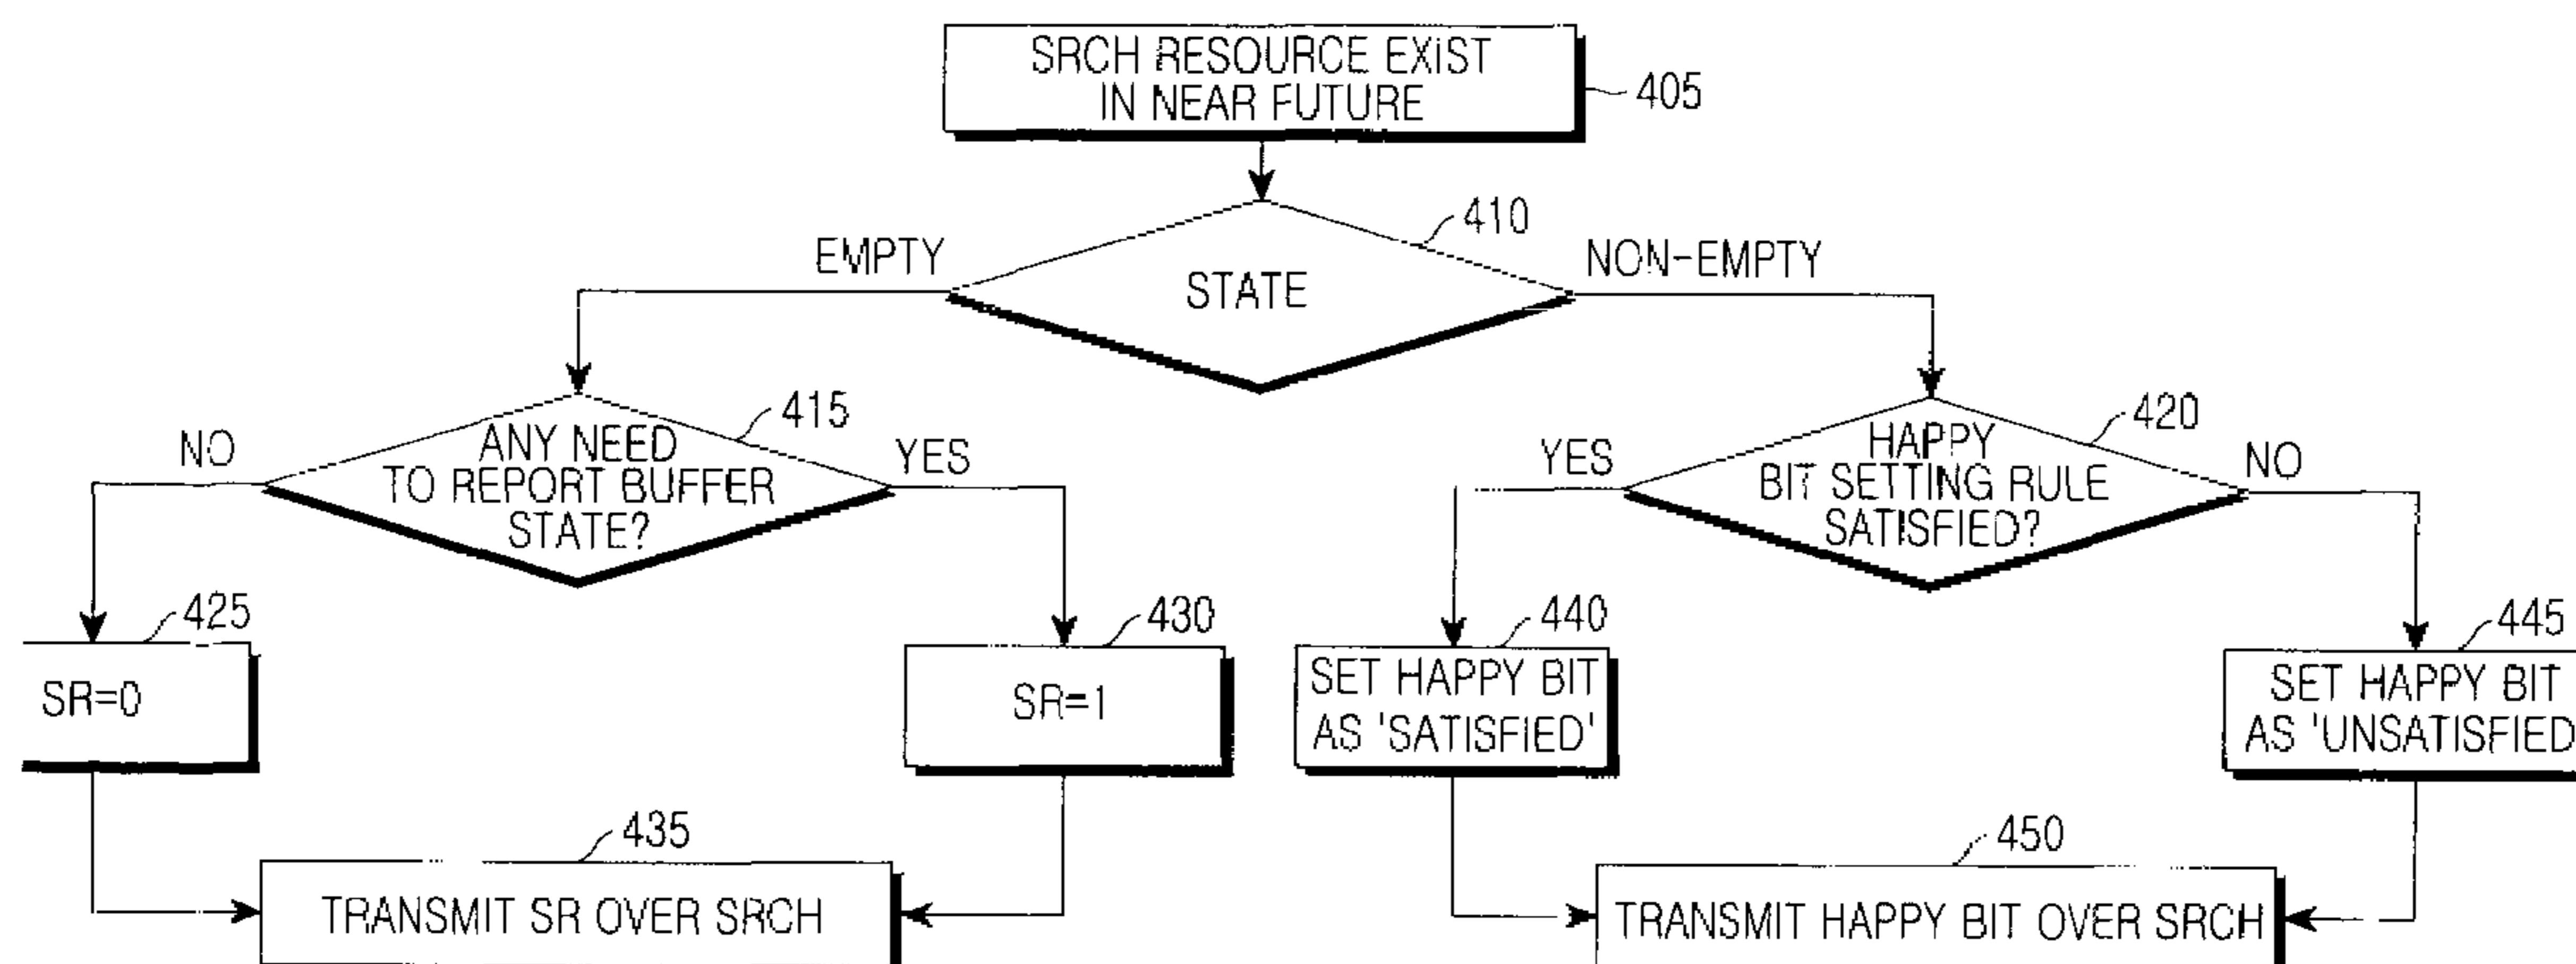 SRCH RESOURCE EXIST
IN NEAR FUTURE
405
410
EMPTY
NON-EMPTY
STATE
415
420
NO
ANY NEED
TO REPORT BUFFER
STATE?
YES
YES
HAPPY
BIT SETTING RULE
SATISFIED?
NO
425
430
440
445
SR=0
SR=1
SET HAPPY BIT
AS 'SATISFIED'
SET HAPPY BIT
AS 'UNSATISFIED
435
450
TRANSMIT SR OVER SRCH
TRANSMIT HAPPY BIT OVER SRCH